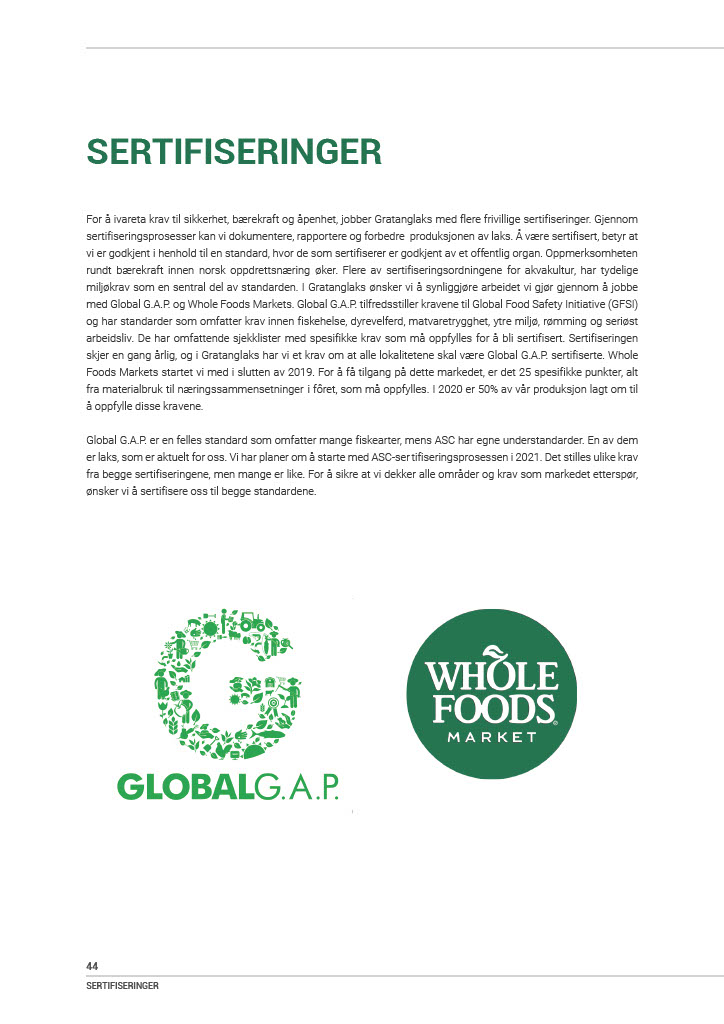 SERTIFISERINGER
For å ivareta krav til sikkerhet, bærekraft og åpenhet, jobber Gratanglaks med flere frivillige sertifiseringer. Gjennom
sertifiseringsprosesser kan vi dokumentere, rapportere og forbedre produksjonen av laks. Å være sertifisert, betyr at
vi er godkjent i henhold til en standard, hvor de som sertifiserer er godkjent av et offentlig organ. Oppmerksomheten
rundt bærekraft innen norsk oppdrettsnæring øker. Flere av sertifiseringsordningene for akvakultur, har tydelige
miljøkrav som en sentral del av standarden. I Gratanglaks ønsker vi å synliggjøre arbeidet vi gjør gjennom å jobbe
med Global G.A.P. og Whole Foods Markets. Global G.A.P. tilfredsstiller kravene til Global Food Safety Initiative (GFSI)
og har standarder som omfatter krav innen fiskehelse, dyrevelferd, matvaretrygghet, ytre miljø, rømming og seriøst
arbeidsliv. De har omfattende sjekklister med spesifikke krav som må oppfylles for å bli sertifisert. Sertifiseringen
skjer en gang årlig, og i Gratanglaks har vi et krav om at alle lokalitetene skal være Global G.A.P. sertifiserte. Whole
Foods Markets startet vi med i slutten av 2019. For å få tilgang på dette markedet, er det 25 spesifikke punkter, alt
fra materialbruk til næringssammensetninger i fôret, som må oppfylles. I 2020 er 50% av vår produksjon lagt om til
å oppfylle disse kravene.
Global G.A.P. er en felles standard som omfatter mange fiskearter, mens ASC har egne understandarder. En av dem
er laks, som er aktuelt for oss. Vi har planer om å starte med ASC-sertifiseringsprosessen i 2021. Det stilles ulike krav
fra begge sertifiseringene, men mange er like. For å sikre at vi dekker alle områder og krav som markedet etterspør,
ønsker vi å sertifisere oss til begge standardene.
GLOBALG.A.P.
WHOLE
FOODS®
MARKET
44
SERTIFISERINGER